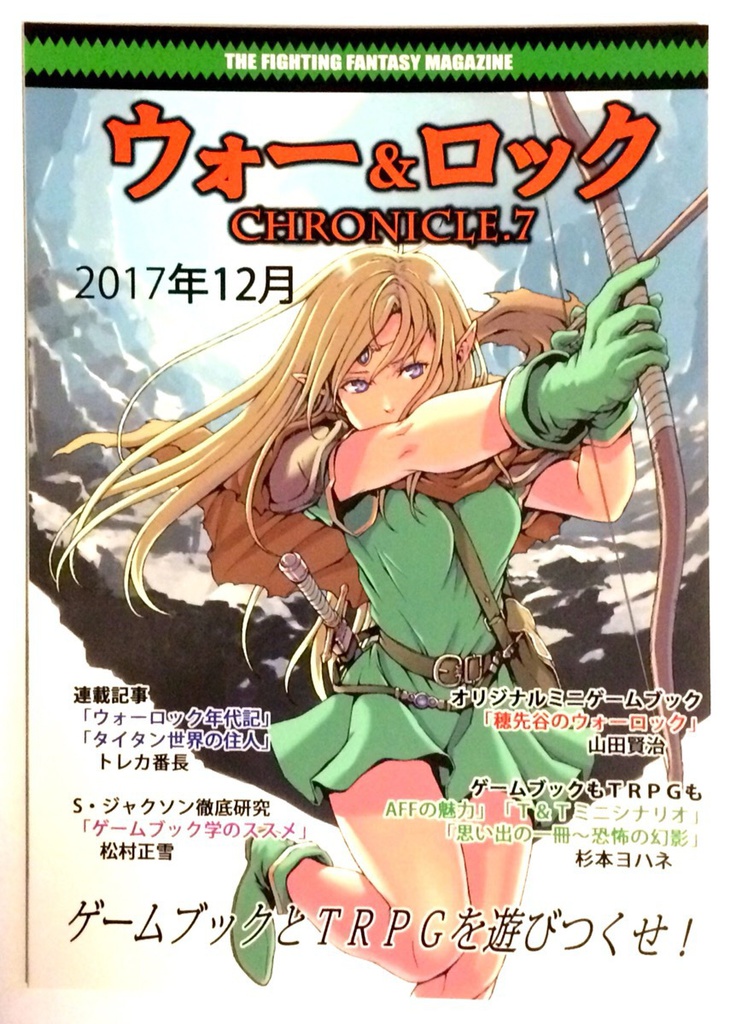 THE FIGHTING FANTASY MAGAZINE
ウォー&ロック
CHRONICLE.7
2017年12月
連載記事
「ウォーロック年代記」
「タイタン世界の住人」
トレカ番長
S・ジャクソン徹底研究
「ゲームブック学のススメ」
松村正雪
オリジナルミニゲームブック
「穂先谷のウォーロック」
山田賢治
ゲームブックもTRPGも
AFFの魅力」「T&Tミニシナリオ」
「思い出の一冊～恐怖の幻影」
杉本ヨハネ
ゲームブックとTRPGを遊びつくせ!